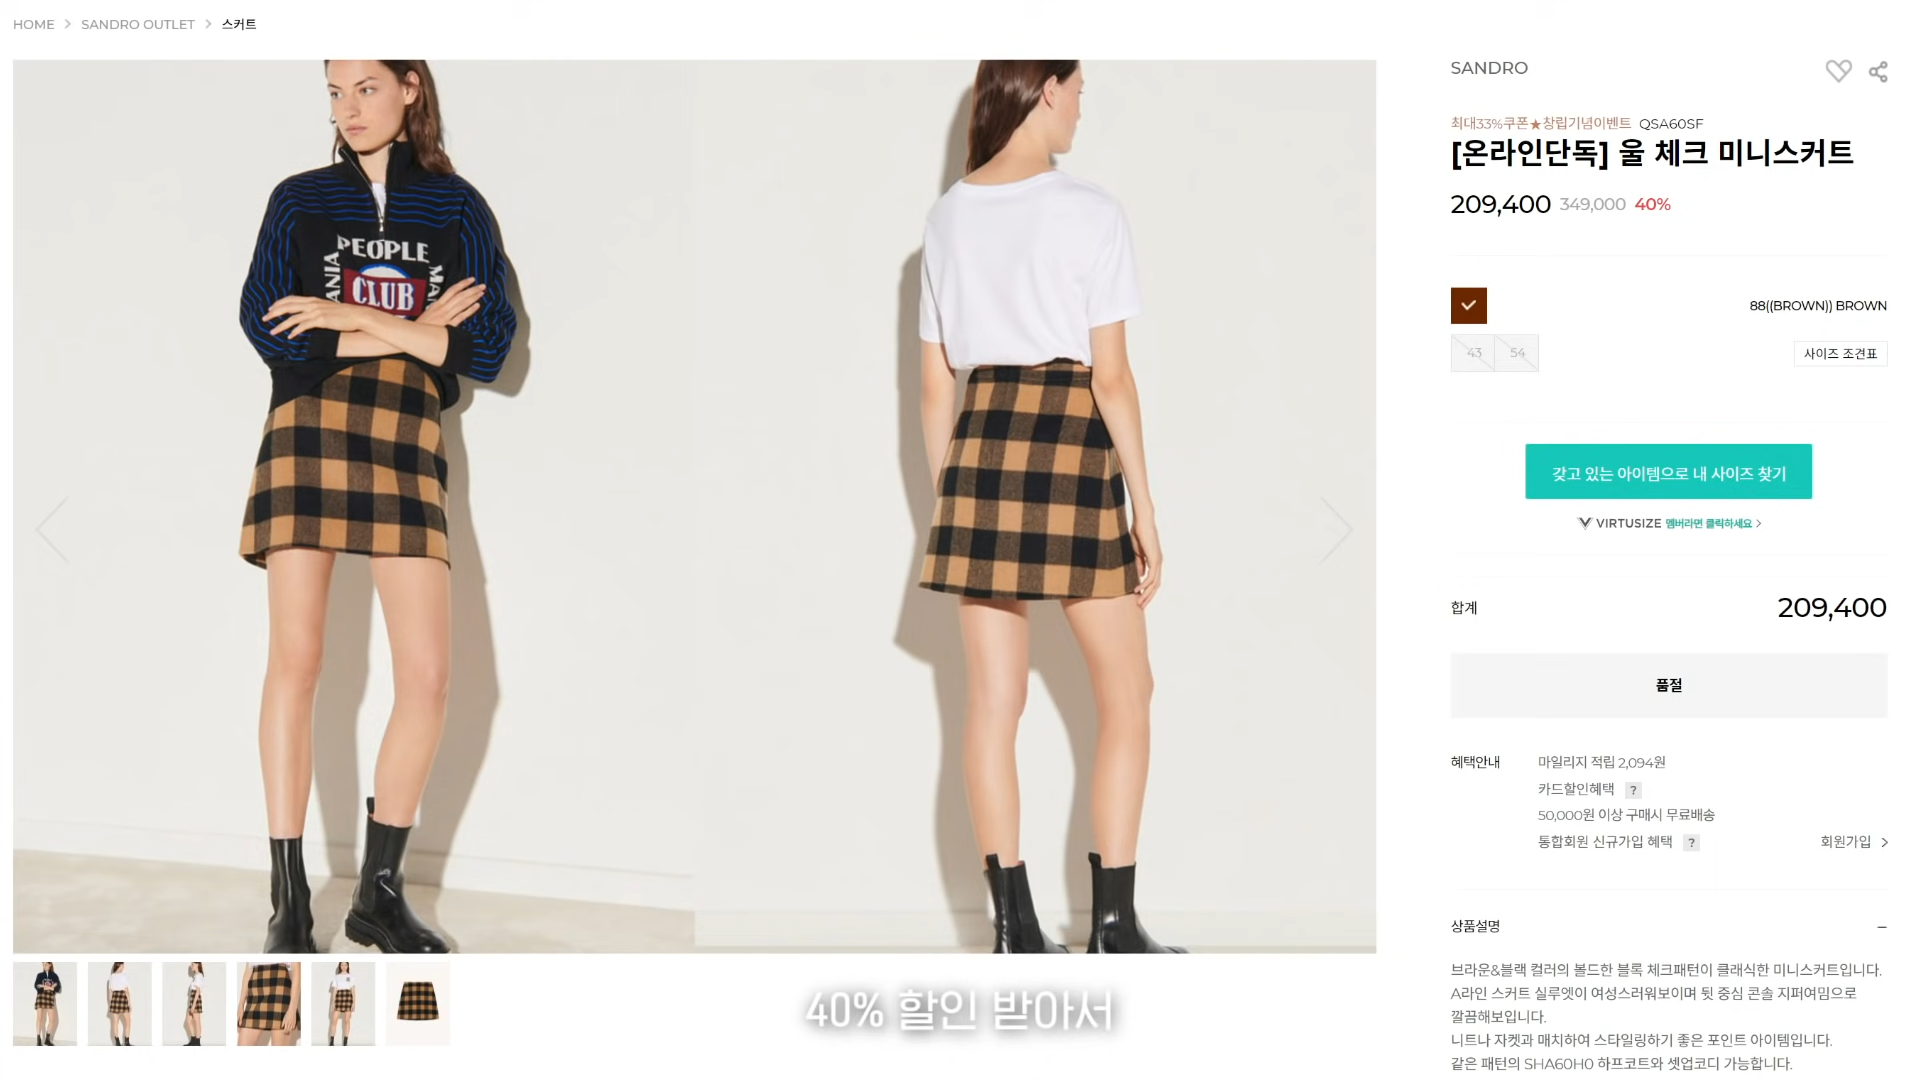 HOME > SANDRO OUTLET > 스커트
PEOPLE
MANIA
CLUB
SANDRO
최대33%쿠폰★창립기념이벤트 QSA60SF
[온라인단독] 울 체크 미니스커트
209,400 349,000 40%
88((BROWN)) BROWN
43 54
사이즈 조견표
갖고 있는 아이템으로 내 사이즈 찾기
VIRTUSIZE 멤버라면 클릭하세요 >
합계 209,400
품절
혜택안내 마일리지 적립 2,094원
카드할인혜택 ?
50,000원 이상 구매시 무료배송
통합회원 신규가입 혜택 ? 회원가입 >
상품설명 −
브라운&블랙 컬러의 볼드한 블록 체크패턴이 클래식한 미니스커트입니다.
A라인 스커트 실루엣이 여성스러워보이며 뒷 중심 콘솔 지퍼여밈으로
깔끔해보입니다.
니트나 자켓과 매치하여 스타일링하기 좋은 포인트 아이템입니다.
같은 패턴의 SHA60H0 하프코트와 셋업코디 가능합니다.
40% 할인 받아서